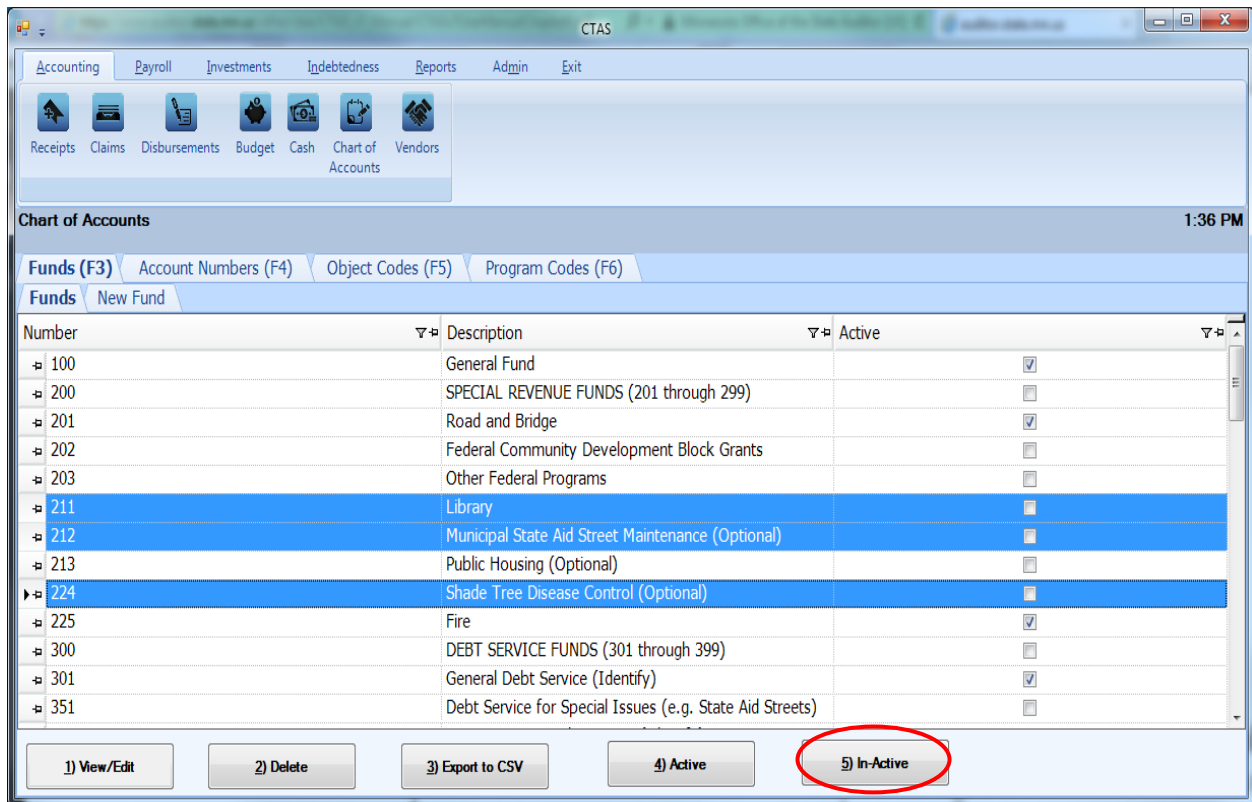 CTAS
Accounting Payroll Investments Indebtedness Reports Admin Exit
Receipts Claims Disbursements Budget Cash Chart of Accounts Vendors
Chart of Accounts 1:36 PM
Funds (F3) Account Numbers (F4) Object Codes (F5) Program Codes (F6)
Funds New Fund
Number Description Active
100 General Fund
200 SPECIAL REVENUE FUNDS (201 through 299)
201 Road and Bridge
202 Federal Community Development Block Grants
203 Other Federal Programs
211 Library
212 Municipal State Aid Street Maintenance (Optional)
213 Public Housing (Optional)
224 Shade Tree Disease Control (Optional)
225 Fire
300 DEBT SERVICE FUNDS (301 through 399)
301 General Debt Service (Identify)
351 Debt Service for Special Issues (e.g. State Aid Streets)
1) View/Edit 2) Delete 3) Export to CSV 4) Active 5) In-Active